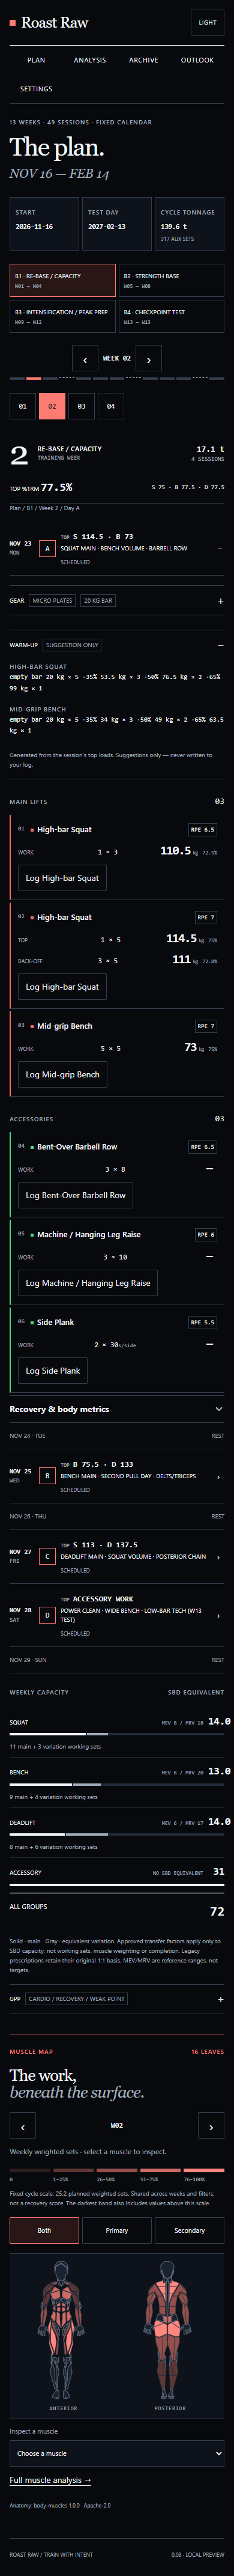 Roast Raw
LIGHT
PLAN
ANALYSIS
ARCHIVE
OUTLOOK
SETTINGS
13 WEEKS · 49 SESSIONS · FIXED CALENDAR
The plan.
NOV 16 — FEB 14
START
2026-11-16
TEST DAY
2027-02-13
CYCLE TONNAGE
139.6 t
317 AUX SETS
B1 · RE-BASE / CAPACITY
W01 — W04
B2 · STRENGTH BASE
W05 — W08
B3 · INTENSIFICATION / PEAK PREP
W09 — W12
B4 · CHECKPOINT TEST
W13 — W13
‹ WEEK 02 ›
01 02 03 04
2
RE-BASE / CAPACITY
TRAINING WEEK
17.1 t
4 SESSIONS
TOP %1RM 77.5%
S 75 · B 77.5 · D 77.5
Plan / B1 / Week 2 / Day A
NOV 23
MON
A
TOP S 114.5 · B 73
SQUAT MAIN · BENCH VOLUME · BARBELL ROW
SCHEDULED
−
GEAR MICRO PLATES 20 KG BAR +
WARM-UP SUGGESTION ONLY −
HIGH-BAR SQUAT
empty bar 20 kg × 5 ·35% 53.5 kg × 3 ·50% 76.5 kg × 2 ·65%
99 kg × 1
MID-GRIP BENCH
empty bar 20 kg × 5 ·35% 34 kg × 3 ·50% 49 kg × 2 ·65% 63.5
kg × 1
Generated from the session's top loads. Suggestions only — never written to
your log.
MAIN LIFTS 03
01 High-bar Squat RPE 6.5
WORK 1 × 3 110.5 kg 72.5%
Log High-bar Squat
02 High-bar Squat RPE 7
TOP 1 × 5 114.5 kg 75%
BACK-OFF 3 × 5 111 kg 72.8%
Log High-bar Squat
03 Mid-grip Bench RPE 7
WORK 5 × 5 73 kg 75%
Log Mid-grip Bench
ACCESSORIES 03
04 Bent-Over Barbell Row RPE 6.5
WORK 3 × 8 —
Log Bent-Over Barbell Row
05 Machine / Hanging Leg Raise RPE 6
WORK 3 × 10 —
Log Machine / Hanging Leg Raise
06 Side Plank RPE 5.5
WORK 2 × 30s/side —
Log Side Plank
Recovery & body metrics
NOV 24 · TUE REST
NOV 25
WED
B
TOP B 75.5 · D 133
BENCH MAIN · SECOND PULL DAY · DELTS/TRICEPS
SCHEDULED
›
NOV 26 · THU REST
NOV 27
FRI
C
TOP S 113 · D 137.5
DEADLIFT MAIN · SQUAT VOLUME · POSTERIOR CHAIN
SCHEDULED
›
NOV 28
SAT
D
TOP ACCESSORY WORK
POWER CLEAN · WIDE BENCH · LOW-BAR TECH (W13
TEST)
SCHEDULED
›
NOV 29 · SUN REST
WEEKLY CAPACITY SBD EQUIVALENT
SQUAT MEV 8 / MRV 18 14.0
11 main + 3 variation working sets
BENCH MEV 8 / MRV 20 13.0
9 main + 4 variation working sets
DEADLIFT MEV 6 / MRV 17 14.0
8 main + 6 variation working sets
ACCESSORY NO SBD EQUIVALENT 31
ALL GROUPS 72
Solid · main Gray · equivalent variation. Approved transfer factors apply only to
SBD capacity, not working sets, muscle weighting or completion. Legacy
prescriptions retain their original 1:1 basis. MEV/MRV are reference ranges, not
targets.
GPP CARDIO / RECOVERY / WEAK POINT +
MUSCLE MAP 16 LEAVES
The work,
beneath the surface.
‹ W02 ›
Weekly weighted sets · select a muscle to inspect.
0 1–25% 26–50% 51–75% 76–100%
Fixed cycle scale: 25.2 planned weighted sets. Shared across weeks and filters;
not a recovery score. The darkest band also includes values above this scale.
Both Primary Secondary
ANTERIOR POSTERIOR
Inspect a muscle
Choose a muscle
Full muscle analysis →
Anatomy: body-muscles 1.0.0 · Apache-2.0
ROAST RAW / TRAIN WITH INTENT 0.08 · LOCAL PREVIEW